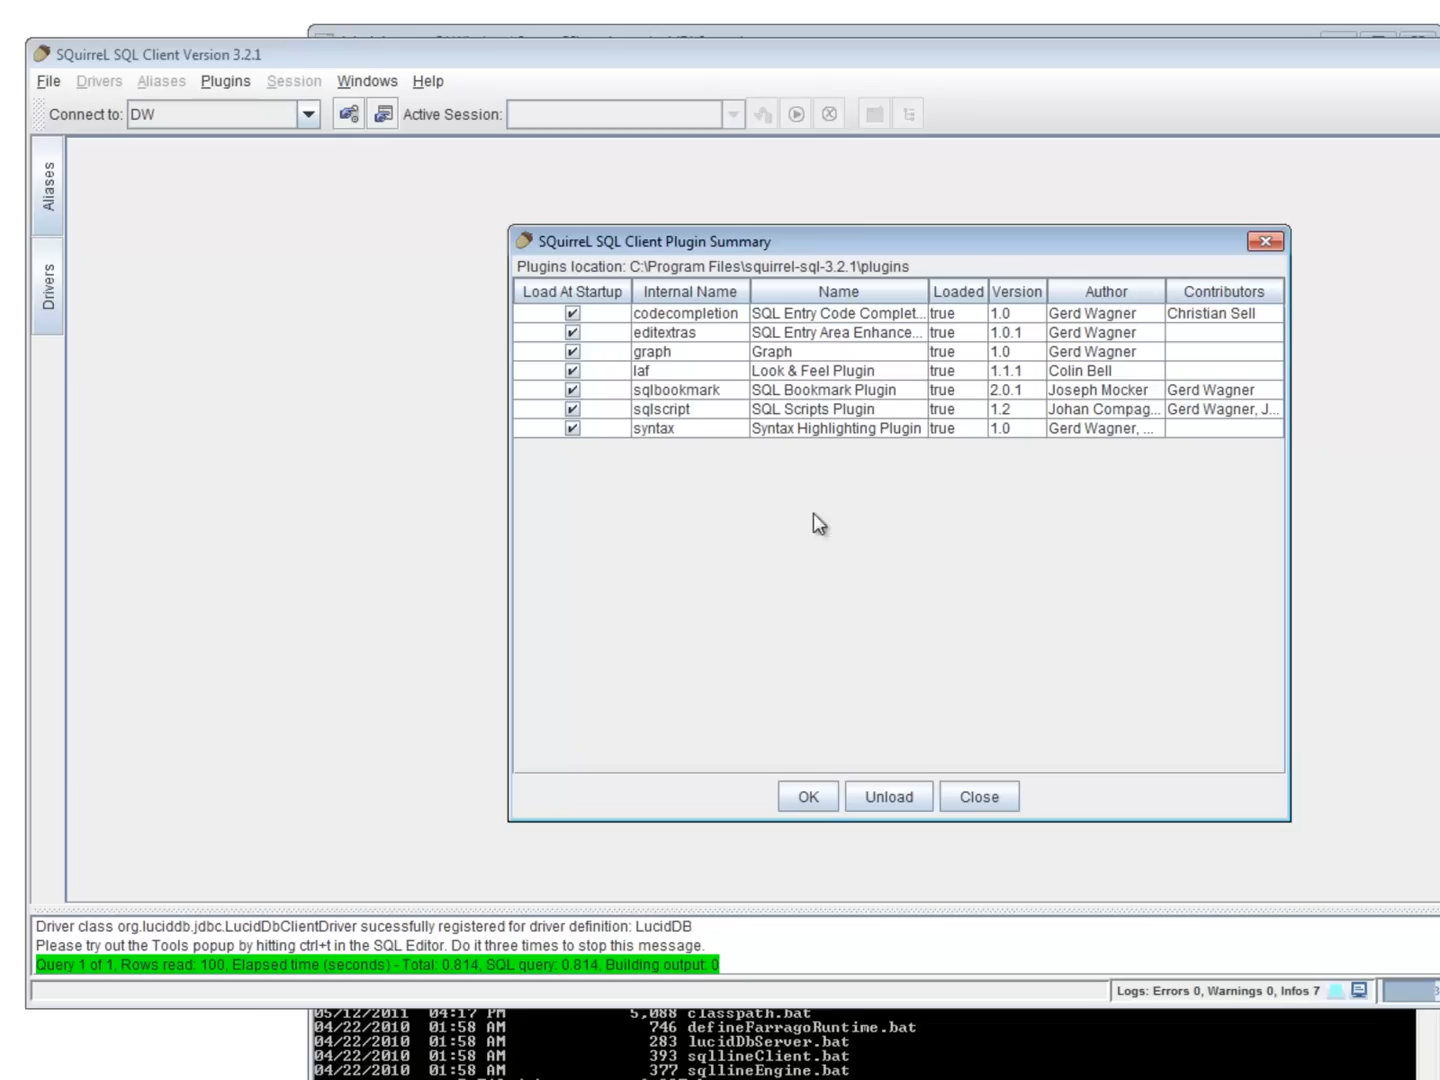 SQuirreL SQL Client Version 3.2.1
File Drivers Aliases Plugins Session Windows Help
Connect to: DW Active Session:
Aliases
Drivers
SQuirreL SQL Client Plugin Summary
Plugins location: C:\Program Files\squirrel-sql-3.2.1\plugins
Load At Startup Internal Name Name Loaded Version Author Contributors
codecompletion SQL Entry Code Complet... true 1.0 Gerd Wagner Christian Sell
editextras SQL Entry Area Enhance... true 1.0.1 Gerd Wagner
graph Graph true 1.0 Gerd Wagner
laf Look & Feel Plugin true 1.1.1 Colin Bell
sqlbookmark SQL Bookmark Plugin true 2.0.1 Joseph Mocker Gerd Wagner
sqlscript SQL Scripts Plugin true 1.2 Johan Compag... Gerd Wagner, J...
syntax Syntax Highlighting Plugin true 1.0 Gerd Wagner, ...
OK Unload Close
Driver class org.luciddb.jdbc.LucidDbClientDriver sucessfully registered for driver definition: LucidDB
Please try out the Tools popup by hitting ctrl+t in the SQL Editor. Do it three times to stop this message.
Query 1 of 1, Rows read: 100, Elapsed time (seconds) - Total: 0.814, SQL query: 0.814, Building output: 0
Logs: Errors 0, Warnings 0, Infos 7
05/12/2011 04:17 PM 5,088 classpath.bat
04/22/2010 01:58 AM 746 defineFarragoRuntime.bat
04/22/2010 01:58 AM 283 lucidDbServer.bat
04/22/2010 01:58 AM 393 sqllineClient.bat
04/22/2010 01:58 AM 377 sqllineEngine.bat